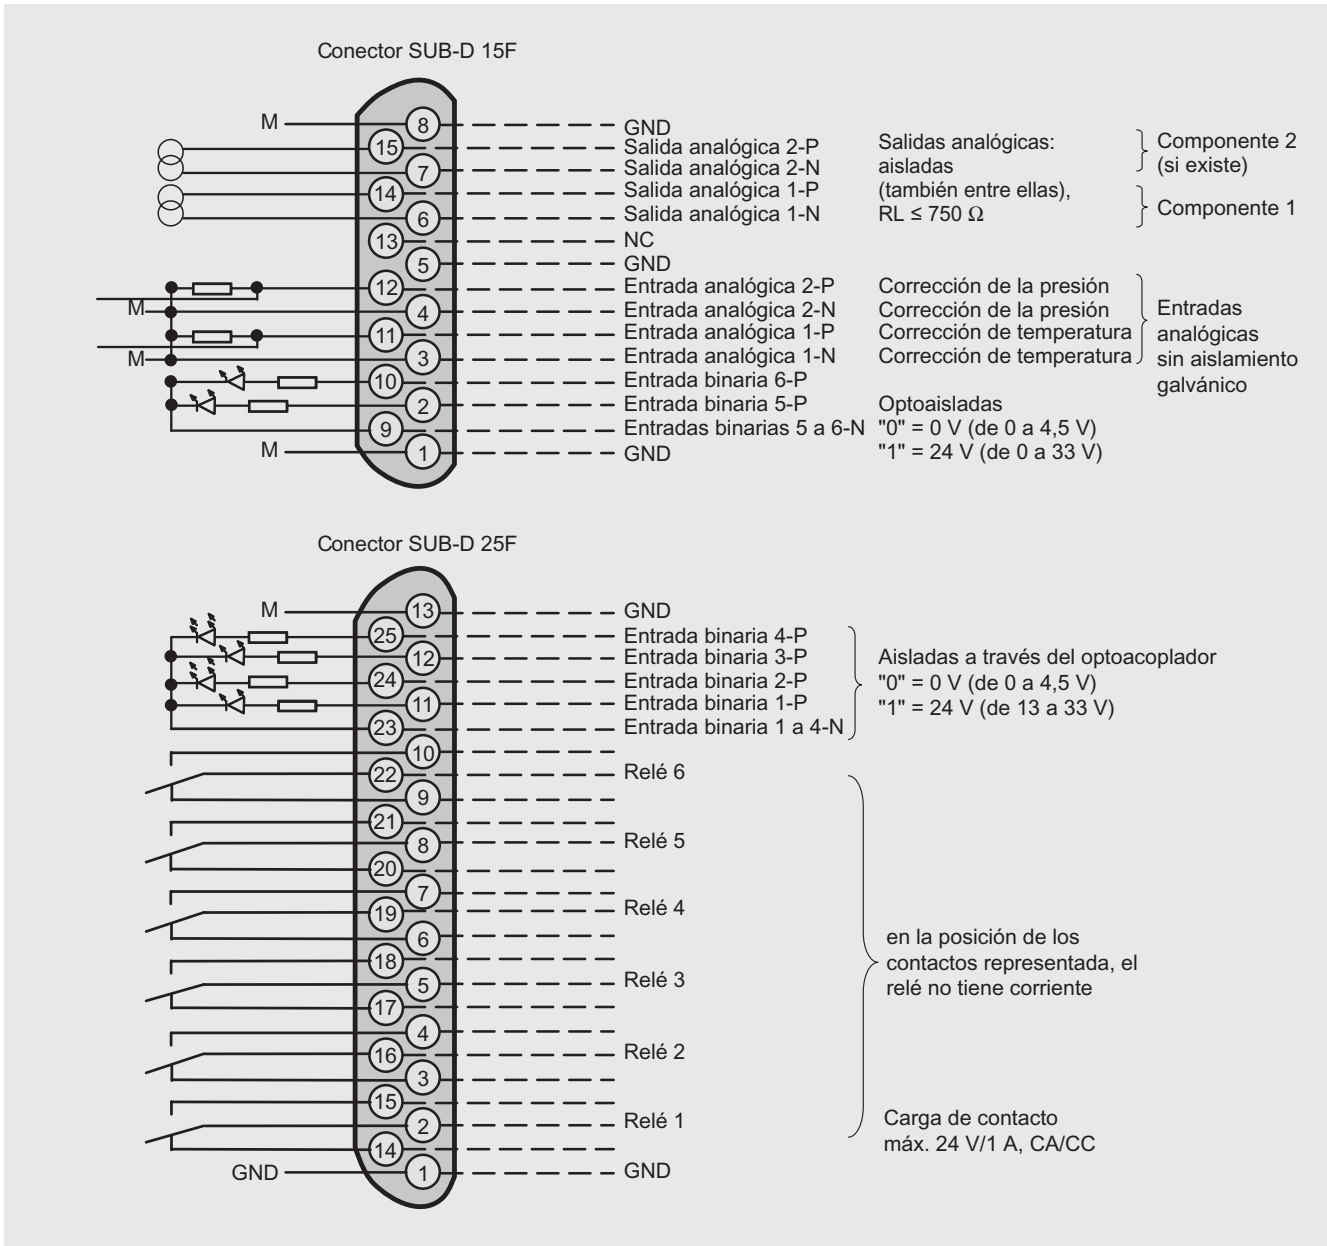 Conector SUB-D 15F
M 8 GND
15 Salida analógica 2-P Salidas analógicas: Componente 2
7 Salida analógica 2-N aisladas (si existe)
14 Salida analógica 1-P (también entre ellas),
6 Salida analógica 1-N RL ≤ 750 Ω Componente 1
13 NC
5 GND
12 Entrada analógica 2-P Corrección de la presión
M 4 Entrada analógica 2-N Corrección de la presión Entradas
11 Entrada analógica 1-P Corrección de temperatura analógicas
M 3 Entrada analógica 1-N Corrección de temperatura sin aislamiento
10 Entrada binaria 6-P galvánico
2 Entrada binaria 5-P Optoaisladas
9 Entradas binarias 5 a 6-N "0" = 0 V (de 0 a 4,5 V)
M 1 GND "1" = 24 V (de 0 a 33 V)
Conector SUB-D 25F
M 13 GND
25 Entrada binaria 4-P
12 Entrada binaria 3-P Aisladas a través del optoacoplador
24 Entrada binaria 2-P "0" = 0 V (de 0 a 4,5 V)
11 Entrada binaria 1-P "1" = 24 V (de 13 a 33 V)
23 Entrada binaria 1 a 4-N
10
22 Relé 6
9
21
8 Relé 5
20
7
19 Relé 4
6 en la posición de los
18 contactos representada, el
5 Relé 3 relé no tiene corriente
17
4
16 Relé 2
3
15
2 Relé 1 Carga de contacto
14 máx. 24 V/1 A, CA/CC
GND 1 GND